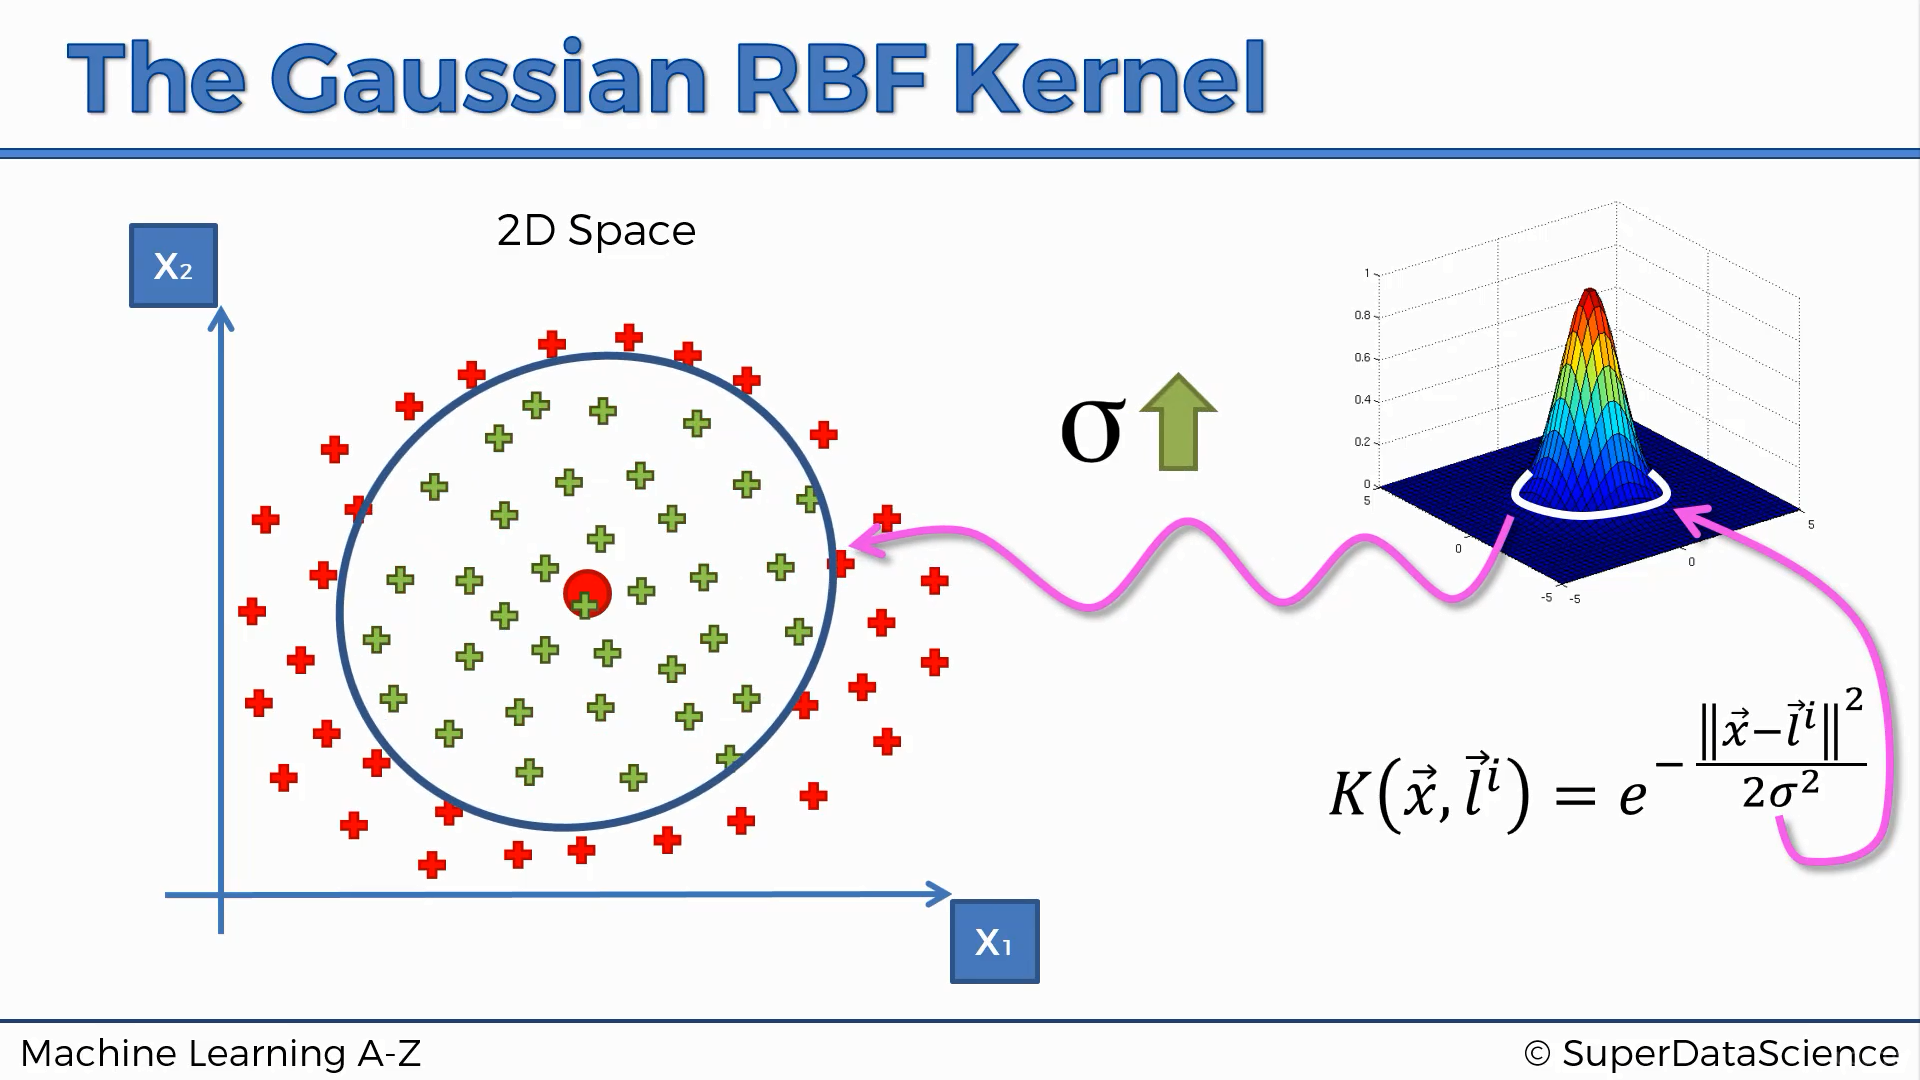 The Gaussian RBF Kernel
2D Space
X₂
X₁
σ
1
0.8
0.6
0.4
0.2
0
5
0
-5
-5
0
5
K(x⃗, l⃗ⁱ) = e^(-‖x⃗-l⃗ⁱ‖²/2σ²)
Machine Learning A-Z
© SuperDataScience